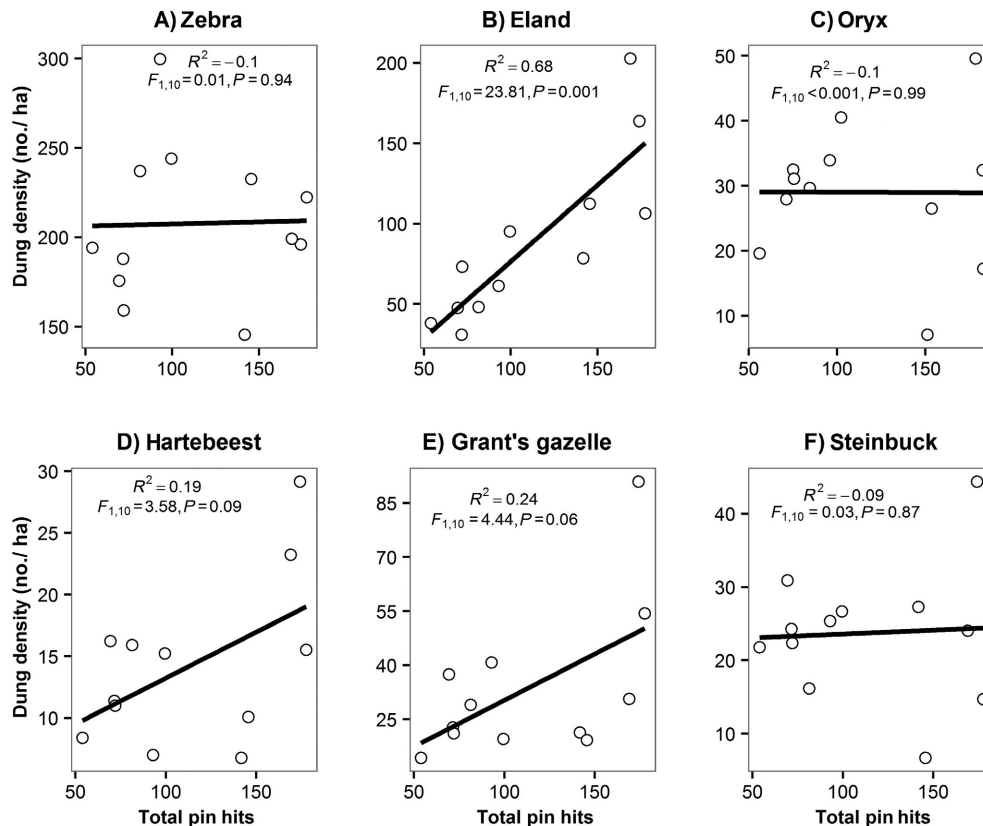 A) Zebra
R² = −0.1
F1,10 = 0.01, P = 0.94
Dung density (no./ ha)
300
250
200
150
50
100
150
B) Eland
R² = 0.68
F1,10 = 23.81, P = 0.001
200
150
100
50
50
100
150
C) Oryx
R² = −0.1
F1,10 < 0.001, P = 0.99
50
40
30
20
10
50
100
150
D) Hartebeest
R² = 0.19
F1,10 = 3.58, P = 0.09
Dung density (no./ ha)
30
25
20
15
10
50
100
150
Total pin hits
E) Grant's gazelle
R² = 0.24
F1,10 = 4.44, P = 0.06
85
65
45
25
50
100
150
Total pin hits
F) Steinbuck
R² = −0.09
F1,10 = 0.03, P = 0.87
40
30
20
10
50
100
150
Total pin hits